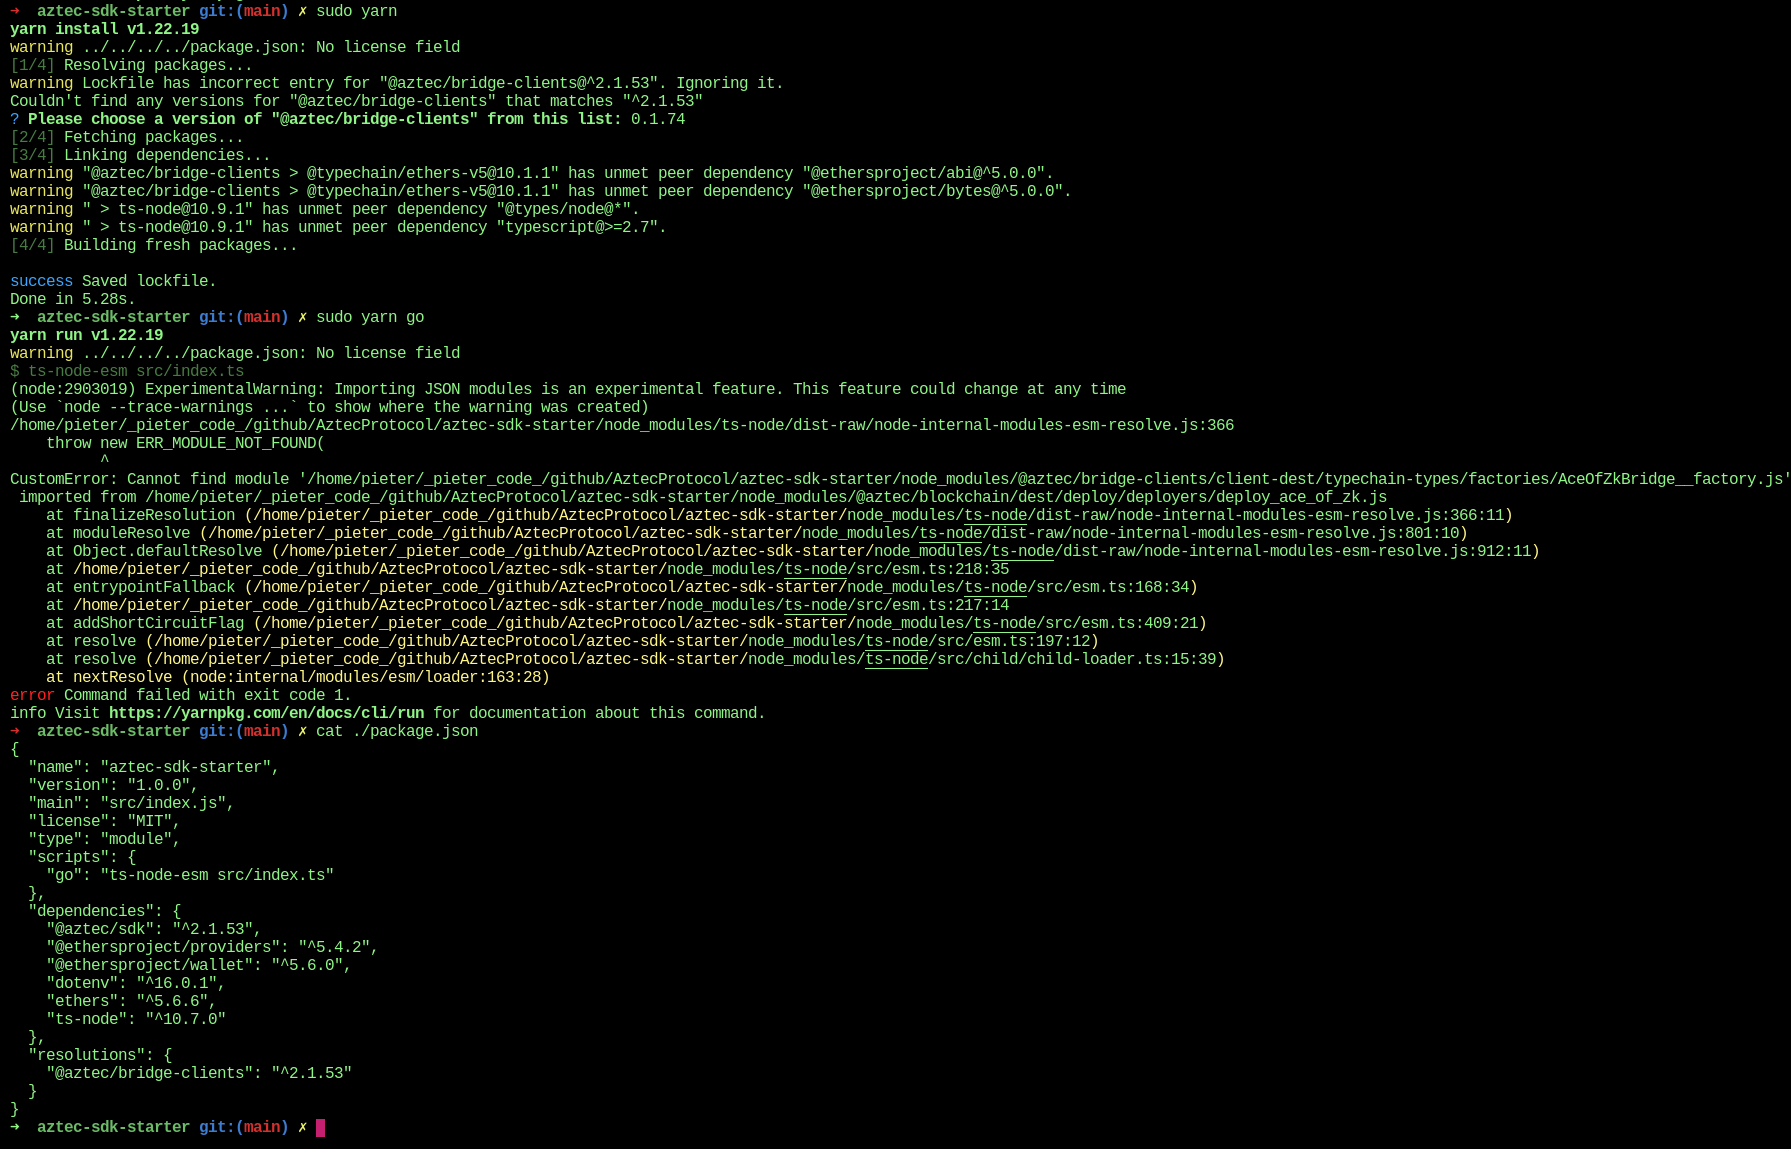 ➜  aztec-sdk-starter git:(main) ✗ sudo yarn
yarn install v1.22.19
warning ../../../../package.json: No license field
[1/4] Resolving packages...
warning Lockfile has incorrect entry for "@aztec/bridge-clients@^2.1.53". Ignoring it.
Couldn't find any versions for "@aztec/bridge-clients" that matches "^2.1.53"
? Please choose a version of "@aztec/bridge-clients" from this list: 0.1.74
[2/4] Fetching packages...
[3/4] Linking dependencies...
warning "@aztec/bridge-clients > @typechain/ethers-v5@10.1.1" has unmet peer dependency "@ethersproject/abi@^5.0.0".
warning "@aztec/bridge-clients > @typechain/ethers-v5@10.1.1" has unmet peer dependency "@ethersproject/bytes@^5.0.0".
warning " > ts-node@10.9.1" has unmet peer dependency "@types/node@*".
warning " > ts-node@10.9.1" has unmet peer dependency "typescript@>=2.7".
[4/4] Building fresh packages...

success Saved lockfile.
Done in 5.28s.
➜  aztec-sdk-starter git:(main) ✗ sudo yarn go
yarn run v1.22.19
warning ../../../../package.json: No license field
$ ts-node-esm src/index.ts
(node:2903019) ExperimentalWarning: Importing JSON modules is an experimental feature. This feature could change at any time
(Use `node --trace-warnings ...` to show where the warning was created)
/home/pieter/_pieter_code_/github/AztecProtocol/aztec-sdk-starter/node_modules/ts-node/dist-raw/node-internal-modules-esm-resolve.js:366
    throw new ERR_MODULE_NOT_FOUND(
          ^
CustomError: Cannot find module '/home/pieter/_pieter_code_/github/AztecProtocol/aztec-sdk-starter/node_modules/@aztec/bridge-clients/client-dest/typechain-types/factories/AceOfZkBridge__factory.js'
 imported from /home/pieter/_pieter_code_/github/AztecProtocol/aztec-sdk-starter/node_modules/@aztec/blockchain/dest/deploy/deployers/deploy_ace_of_zk.js
    at finalizeResolution (/home/pieter/_pieter_code_/github/AztecProtocol/aztec-sdk-starter/node_modules/ts-node/dist-raw/node-internal-modules-esm-resolve.js:366:11)
    at moduleResolve (/home/pieter/_pieter_code_/github/AztecProtocol/aztec-sdk-starter/node_modules/ts-node/dist-raw/node-internal-modules-esm-resolve.js:801:10)
    at Object.defaultResolve (/home/pieter/_pieter_code_/github/AztecProtocol/aztec-sdk-starter/node_modules/ts-node/dist-raw/node-internal-modules-esm-resolve.js:912:11)
    at /home/pieter/_pieter_code_/github/AztecProtocol/aztec-sdk-starter/node_modules/ts-node/src/esm.ts:218:35
    at entrypointFallback (/home/pieter/_pieter_code_/github/AztecProtocol/aztec-sdk-starter/node_modules/ts-node/src/esm.ts:168:34)
    at /home/pieter/_pieter_code_/github/AztecProtocol/aztec-sdk-starter/node_modules/ts-node/src/esm.ts:217:14
    at addShortCircuitFlag (/home/pieter/_pieter_code_/github/AztecProtocol/aztec-sdk-starter/node_modules/ts-node/src/esm.ts:409:21)
    at resolve (/home/pieter/_pieter_code_/github/AztecProtocol/aztec-sdk-starter/node_modules/ts-node/src/esm.ts:197:12)
    at resolve (/home/pieter/_pieter_code_/github/AztecProtocol/aztec-sdk-starter/node_modules/ts-node/src/child/child-loader.ts:15:39)
    at nextResolve (node:internal/modules/esm/loader:163:28)
error Command failed with exit code 1.
info Visit https://yarnpkg.com/en/docs/cli/run for documentation about this command.
➜  aztec-sdk-starter git:(main) ✗ cat ./package.json
{
  "name": "aztec-sdk-starter",
  "version": "1.0.0",
  "main": "src/index.js",
  "license": "MIT",
  "type": "module",
  "scripts": {
    "go": "ts-node-esm src/index.ts"
  },
  "dependencies": {
    "@aztec/sdk": "^2.1.53",
    "@ethersproject/providers": "^5.4.2",
    "@ethersproject/wallet": "^5.6.0",
    "dotenv": "^16.0.1",
    "ethers": "^5.6.6",
    "ts-node": "^10.7.0"
  },
  "resolutions": {
    "@aztec/bridge-clients": "^2.1.53"
  }
}
➜  aztec-sdk-starter git:(main) ✗